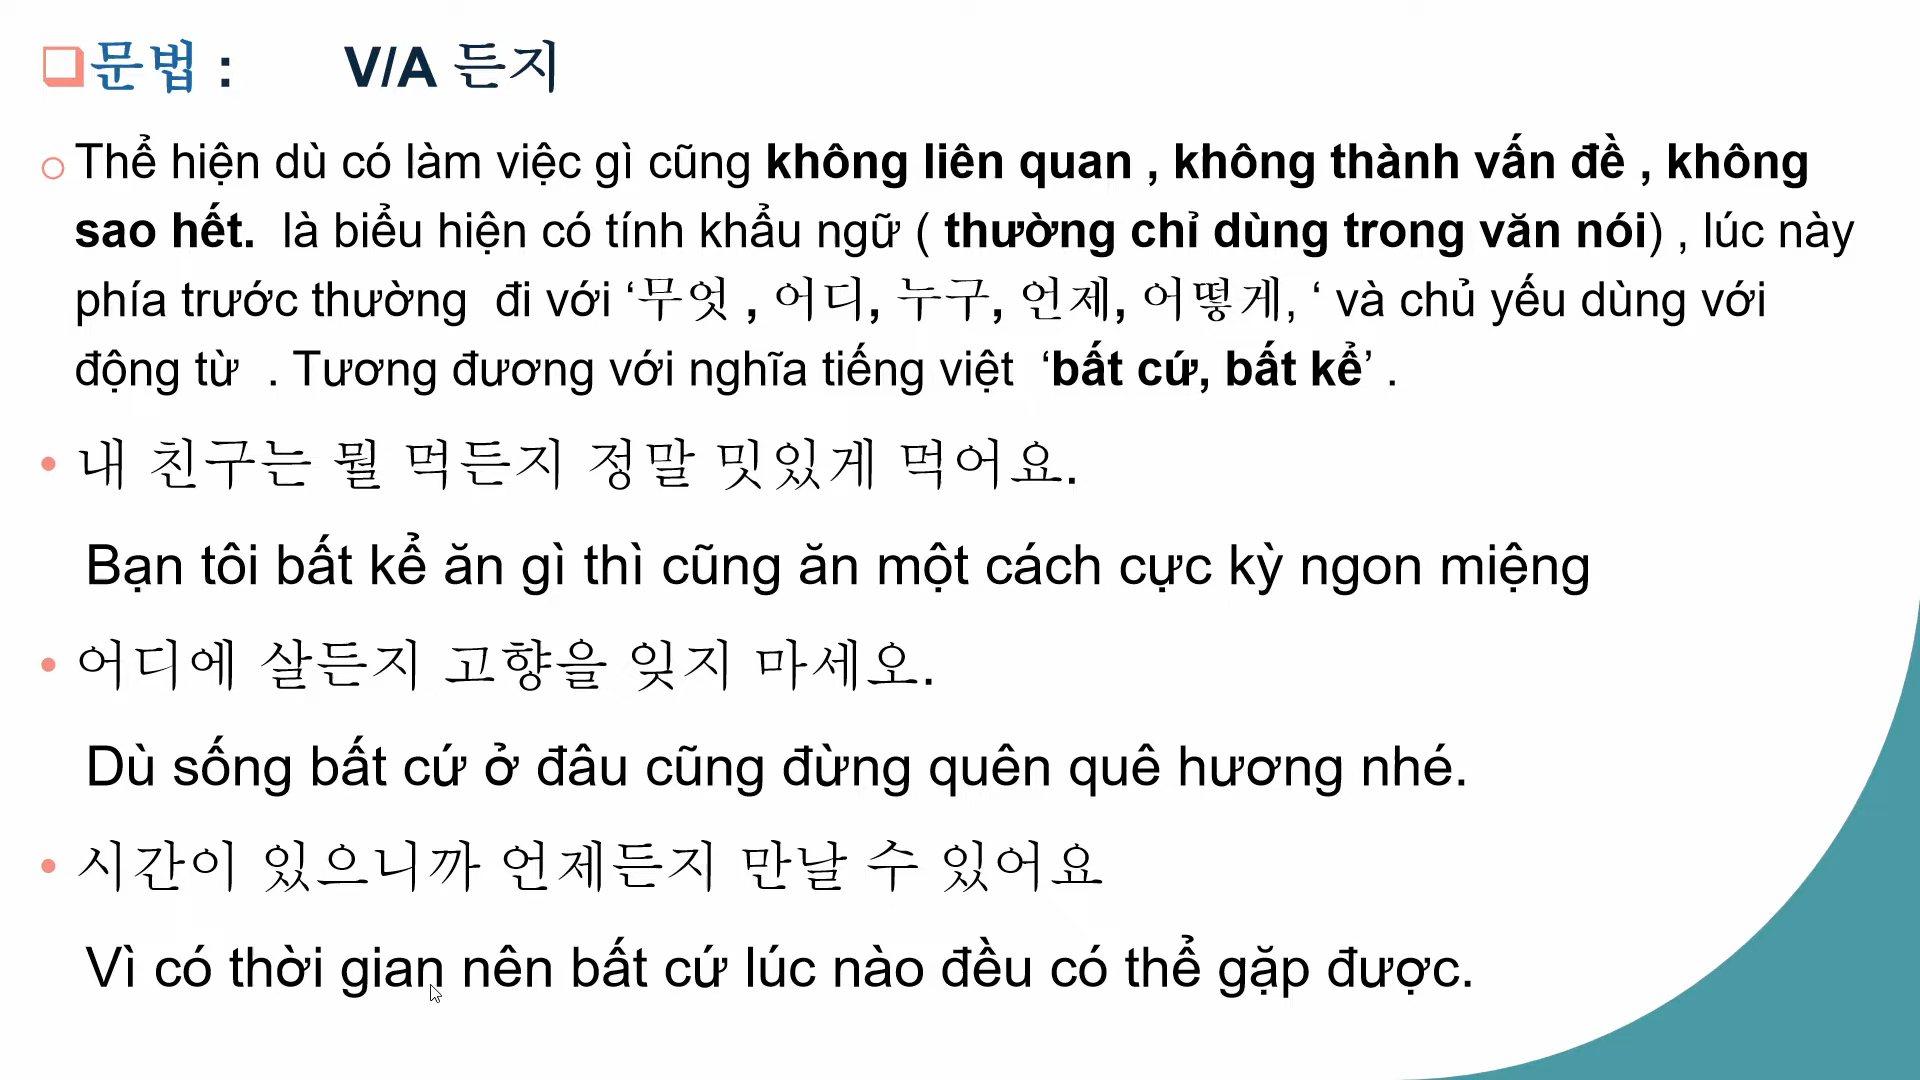 문법 : V/A 든지
Thể hiện dù có làm việc gì cũng không liên quan , không thành vấn đề , không
sao hết. là biểu hiện có tính khẩu ngữ ( thường chỉ dùng trong văn nói) , lúc này
phía trước thường đi với ‘무엇 , 어디, 누구, 언제, 어떻게, ‘ và chủ yếu dùng với
động từ . Tương đương với nghĩa tiếng việt ‘bất cứ, bất kể’ .
• 내 친구는 뭘 먹든지 정말 밋있게 먹어요.
Bạn tôi bất kể ăn gì thì cũng ăn một cách cực kỳ ngon miệng
• 어디에 살든지 고향을 잊지 마세오.
Dù sống bất cứ ở đâu cũng đừng quên quê hương nhé.
• 시간이 있으니까 언제든지 만날 수 있어요
Vì có thời gian nên bất cứ lúc nào đều có thể gặp được.